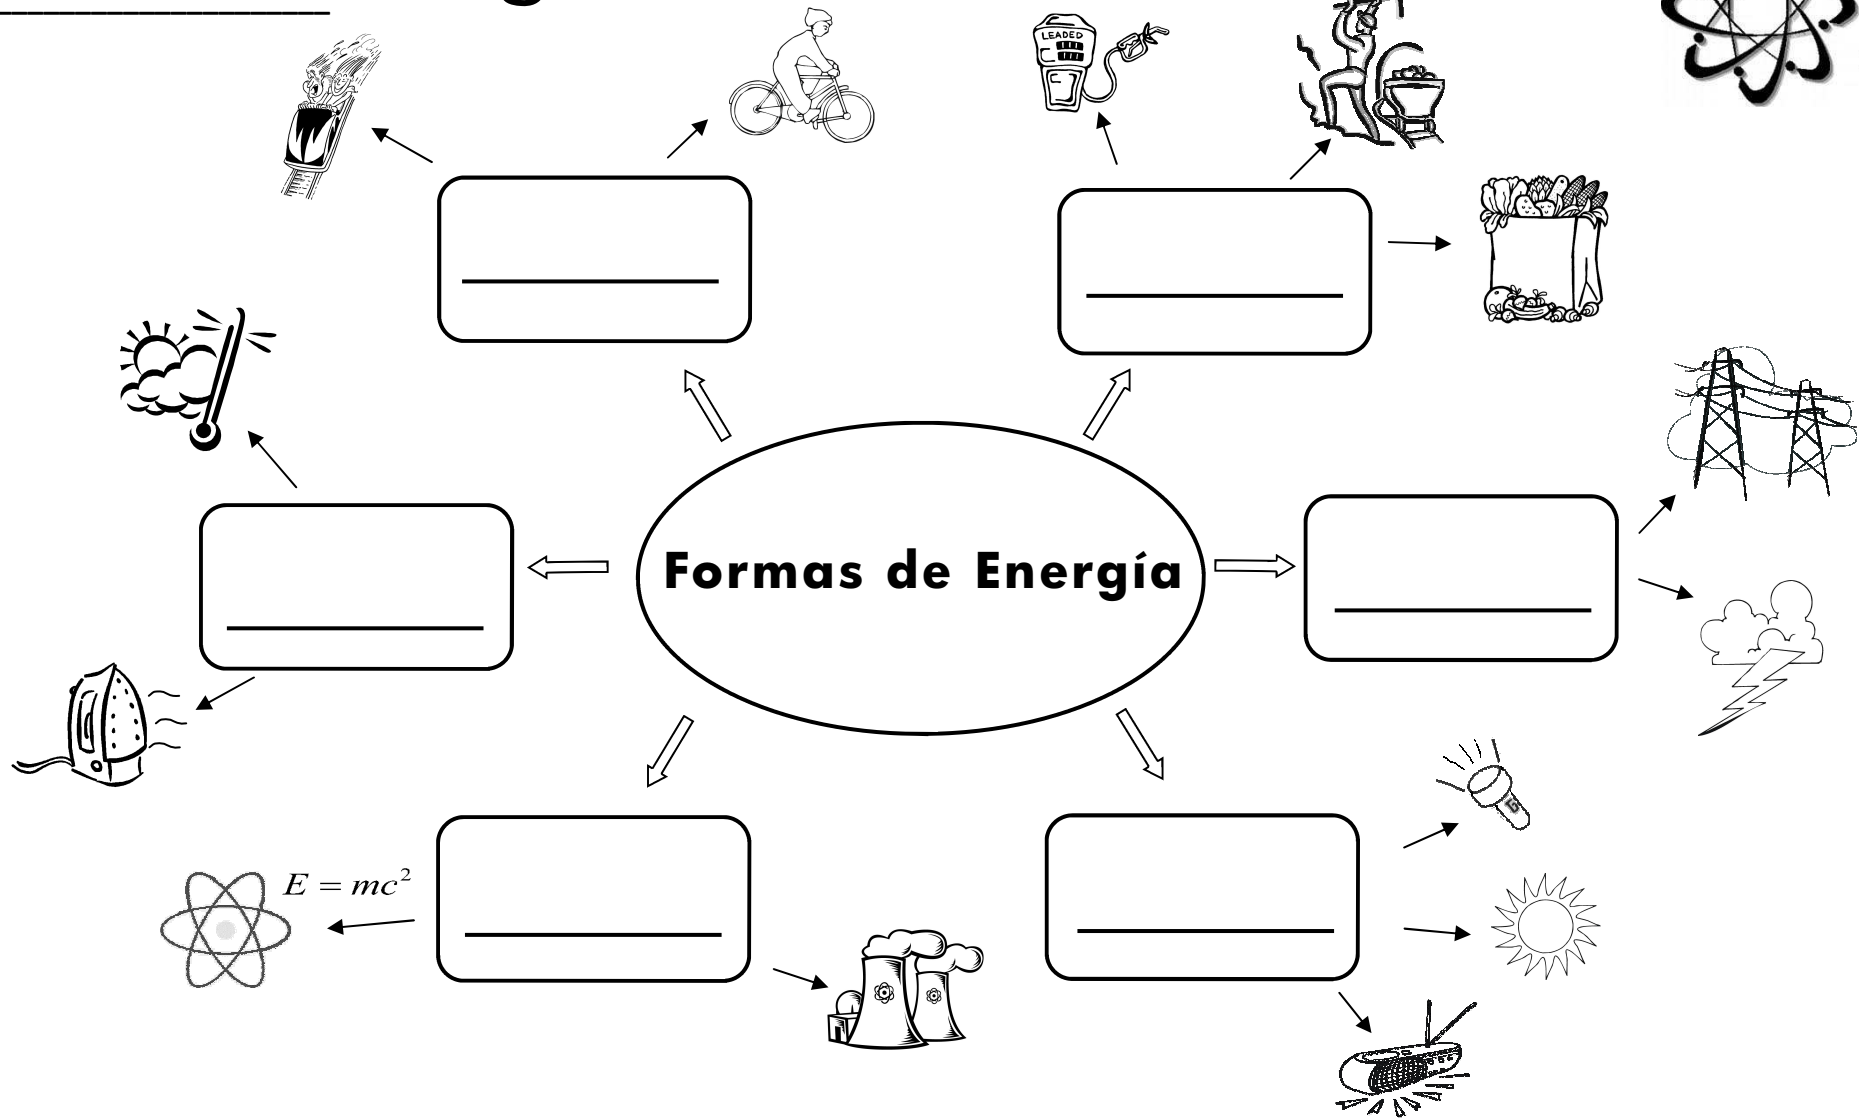 LEADED
Formas de Energía
E = mc²